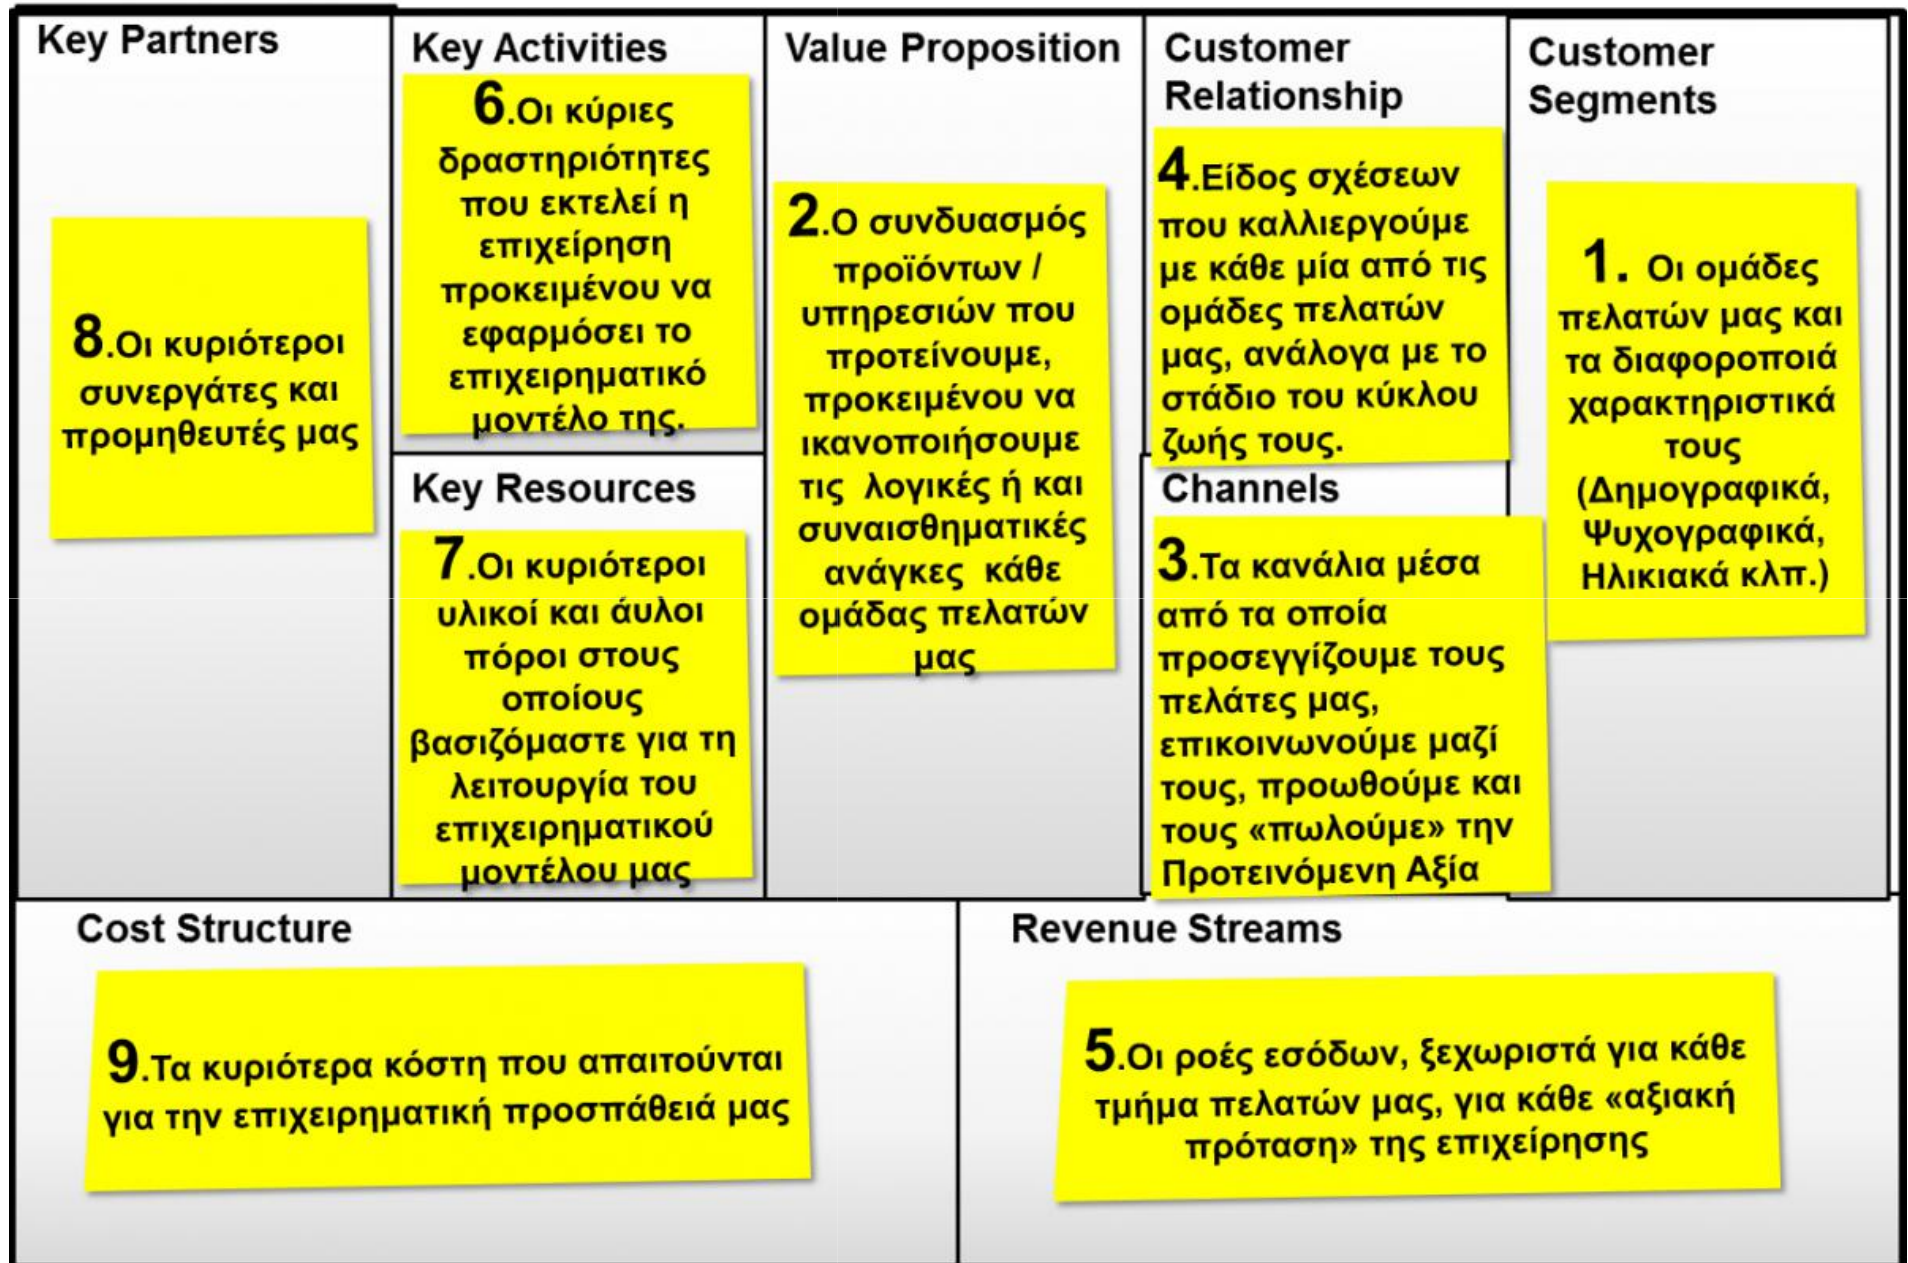 Key Partners
8.Οι κυριότεροι
συνεργάτες και
προμηθευτές μας
Key Activities
6.Οι κύριες
δραστηριότητες
που εκτελεί η
επιχείρηση
προκειμένου να
εφαρμόσει το
επιχειρηματικό
μοντέλο της.
Key Resources
7.Οι κυριότεροι
υλικοί και άυλοι
πόροι στους
οποίους
βασιζόμαστε για τη
λειτουργία του
επιχειρηματικού
μοντέλου μας
Value Proposition
2.Ο συνδυασμός
προϊόντων /
υπηρεσιών που
προτείνουμε,
προκειμένου να
ικανοποιήσουμε
τις λογικές ή και
συναισθηματικές
ανάγκες κάθε
ομάδας πελατών
μας
Customer
Relationship
4.Είδος σχέσεων
που καλλιεργούμε
με κάθε μία από τις
ομάδες πελατών
μας, ανάλογα με το
στάδιο του κύκλου
ζωής τους.
Channels
3.Τα κανάλια μέσα
από τα οποία
προσεγγίζουμε τους
πελάτες μας,
επικοινωνούμε μαζί
τους, προωθούμε και
τους «πωλούμε» την
Προτεινόμενη Αξία
Customer
Segments
1. Οι ομάδες
πελατών μας και
τα διαφοροποιά
χαρακτηριστικά
τους
(Δημογραφικά,
Ψυχογραφικά,
Ηλικιακά κλπ.)
Cost Structure
9.Τα κυριότερα κόστη που απαιτούνται
για την επιχειρηματική προσπάθειά μας
Revenue Streams
5.Οι ροές εσόδων, ξεχωριστά για κάθε
τμήμα πελατών μας, για κάθε «αξιακή
πρόταση» της επιχείρησης